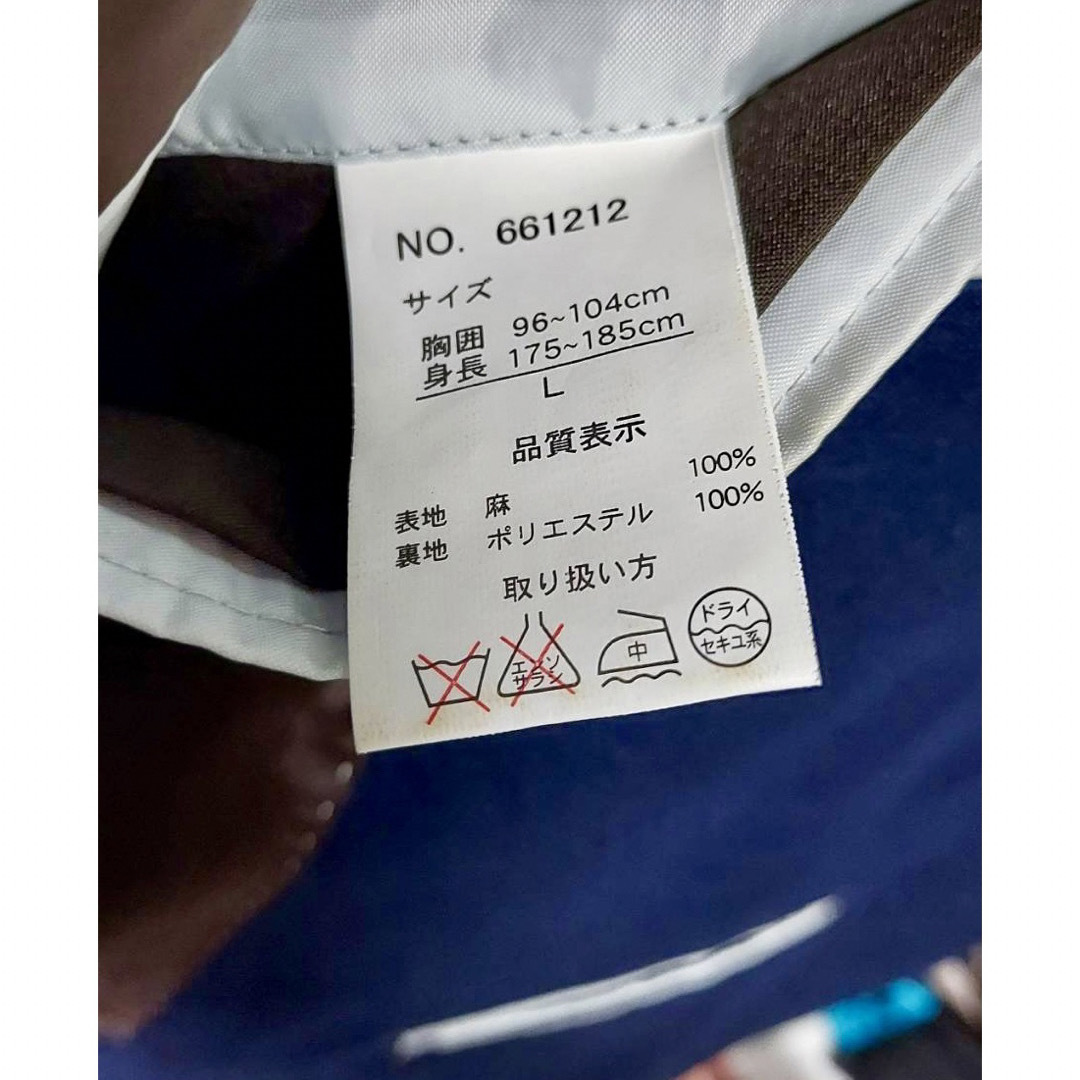 NO. 661212
サイズ
胸囲 96~104cm
身長 175~185cm
L
品質表示
表地 麻 100%
裏地 ポリエステル 100%
取り扱い方
エンソ
サラシ
中
ドライ
セキユ系